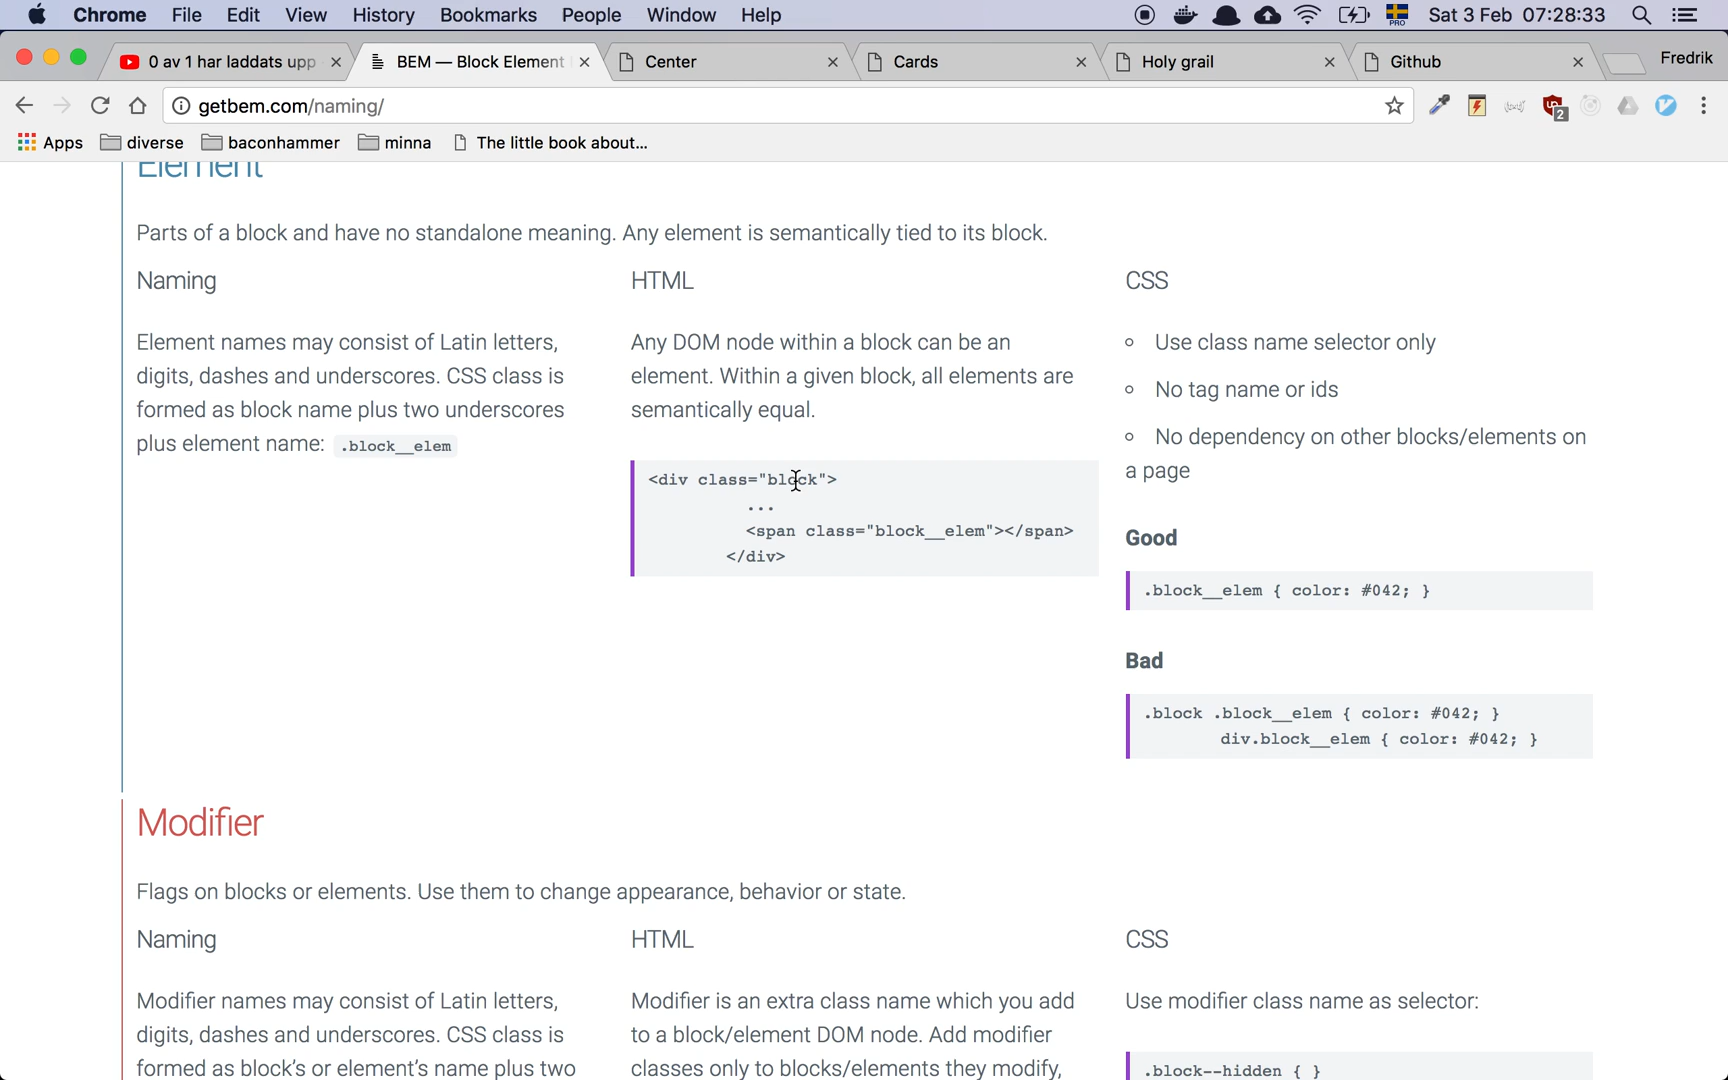 Chrome File Edit View History Bookmarks People Window Help
PRO
Sat 3 Feb 07:28:33
0 av 1 har laddats upp
BEM — Block Element
Center
Cards
Holy grail
Github
Fredrik
getbem.com/naming/
2
Apps
diverse
baconhammer
minna
The little book about...
Element
Parts of a block and have no standalone meaning. Any element is semantically tied to its block.
Naming
Element names may consist of Latin letters,
digits, dashes and underscores. CSS class is
formed as block name plus two underscores
plus element name: .block__elem
HTML
Any DOM node within a block can be an
element. Within a given block, all elements are
semantically equal.
<div class="block">
...
<span class="block__elem"></span>
</div>
CSS
Use class name selector only
No tag name or ids
No dependency on other blocks/elements on
a page
Good
.block__elem { color: #042; }
Bad
.block .block__elem { color: #042; }
div.block__elem { color: #042; }
Modifier
Flags on blocks or elements. Use them to change appearance, behavior or state.
Naming
Modifier names may consist of Latin letters,
digits, dashes and underscores. CSS class is
formed as block's or element's name plus two
HTML
Modifier is an extra class name which you add
to a block/element DOM node. Add modifier
classes only to blocks/elements they modify,
CSS
Use modifier class name as selector:
.block--hidden { }